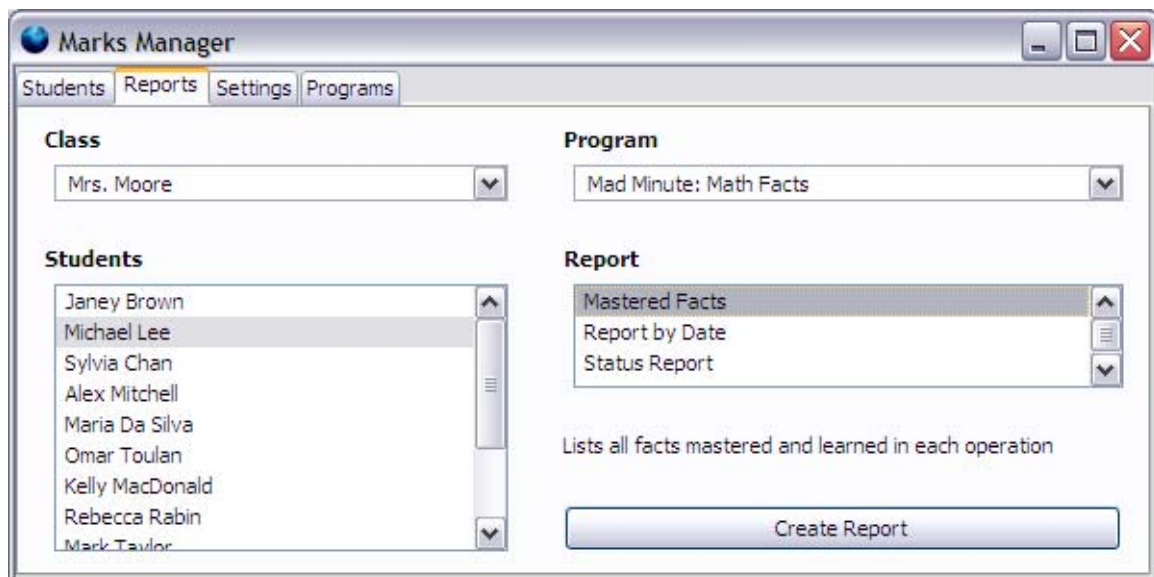 Marks Manager
Students Reports Settings Programs
Class
Mrs. Moore
Program
Mad Minute: Math Facts
Students
Janey Brown
Michael Lee
Sylvia Chan
Alex Mitchell
Maria Da Silva
Omar Toulan
Kelly MacDonald
Rebecca Rabin
Mark Taylor
Report
Mastered Facts
Report by Date
Status Report
Lists all facts mastered and learned in each operation
Create Report